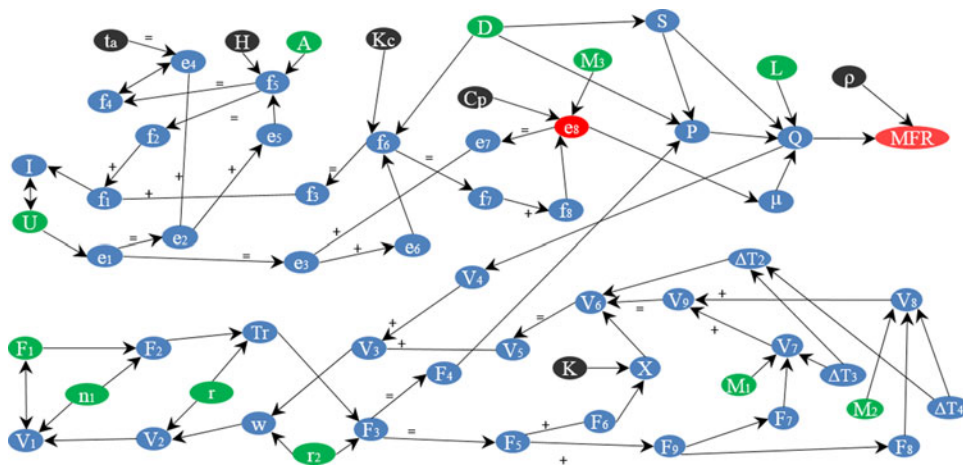 tₐ = H A Kc D S
e₄ M₃ L ρ
f₄ = f₅ Cp
f₂ = e₅ e₇ = e₈ P Q MFR
I + + f₆ =
f₁ + f₃ = f₇ + f₈ μ
U
e₁ = e₂ + + e₆
= e₃ +
V₄ ΔT₂
V₆ = V₉ + V₈
+ = +
F₁ F₂ Tr V₃ + V₅ V₇
F₄ K X ΔT₃
n₁ r = M₁ M₂ ΔT₄
F₆ F₇
V₁ V₂ w F₃ = F₅ + F₉ F₈
r₂ +